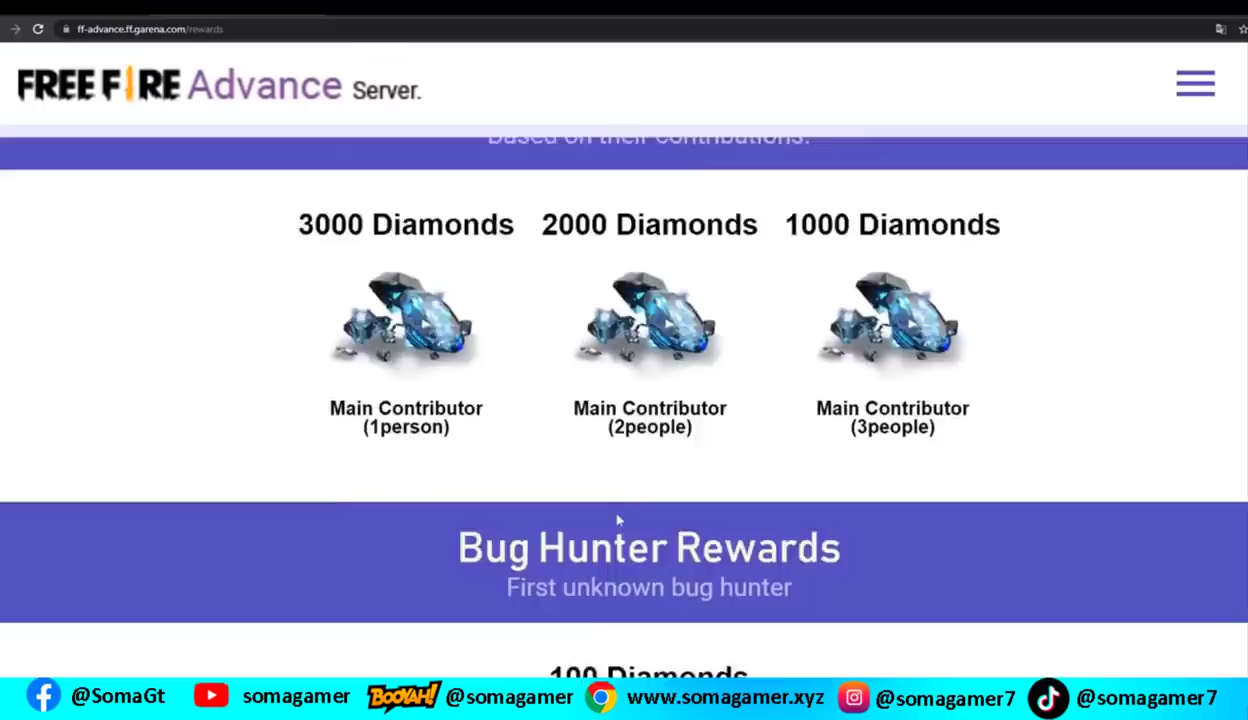 ff-advance.ff.garena.com/rewards
FREE FIRE Advance Server.
based on their contributions.
3000 Diamonds 2000 Diamonds 1000 Diamonds
Main Contributor Main Contributor Main Contributor
(1person) (2people) (3people)
Bug Hunter Rewards
First unknown bug hunter
100 Diamonds
@SomaGt somagamer BOOYAH! @somagamer www.somagamer.xyz @somagamer7 @somagamer7